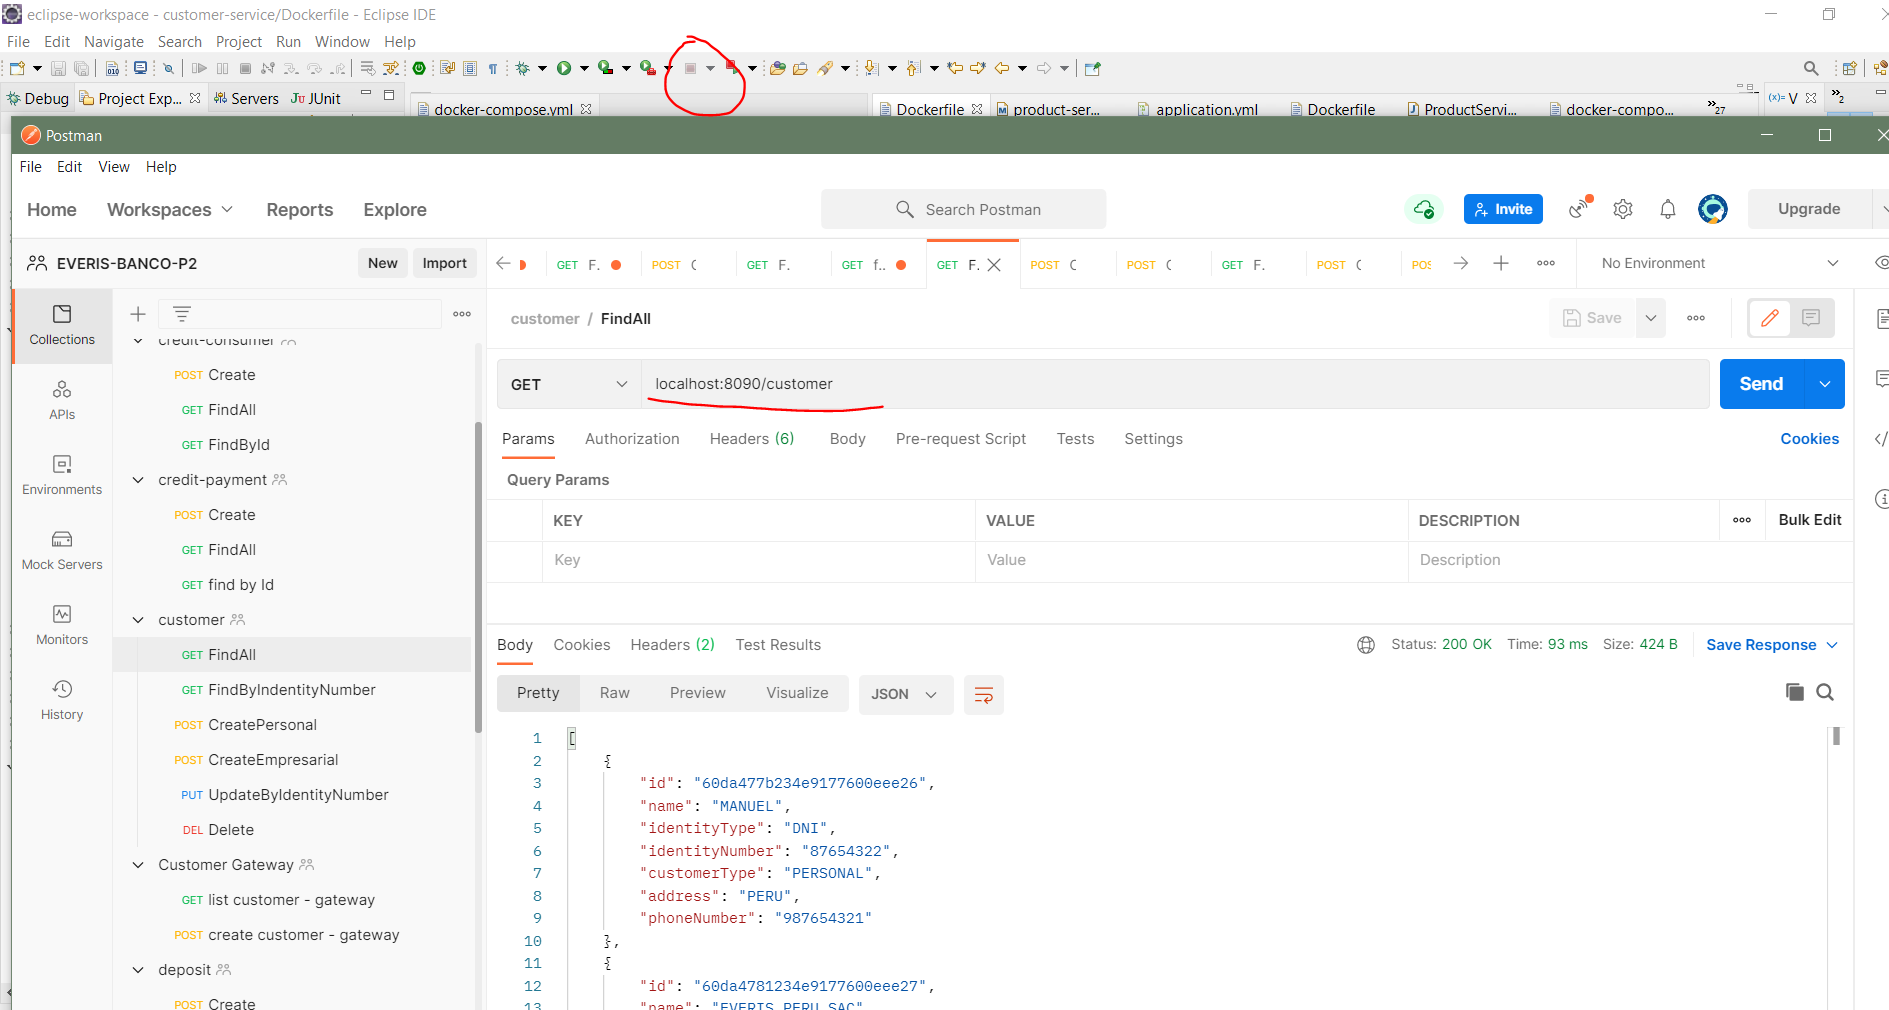 eclipse-workspace - customer-service/Dockerfile - Eclipse IDE
File Edit Navigate Search Project Run Window Help
Debug Project Exp... Servers JUnit docker-compose.yml Dockerfile product-ser... application.yml Dockerfile ProductServi... docker-compo... »27 (x)= V »2
Postman
File Edit View Help
Home Workspaces Reports Explore Search Postman Invite Upgrade
EVERIS-BANCO-P2 New Import GET F. POST GET F. GET f.. GET F. POST POST GET F. POST POS No Environment
Collections
APIs
Environments
Mock Servers
Monitors
History
credit-consumer
POST Create
GET FindAll
GET FindById
credit-payment
POST Create
GET FindAll
GET find by Id
customer
GET FindAll
GET FindByIndentityNumber
POST CreatePersonal
POST CreateEmpresarial
PUT UpdateByIdentityNumber
DEL Delete
Customer Gateway
GET list customer - gateway
POST create customer - gateway
deposit
POST Create
customer / FindAll Save
GET localhost:8090/customer Send
Params Authorization Headers (6) Body Pre-request Script Tests Settings Cookies
Query Params
KEY VALUE DESCRIPTION Bulk Edit
Key Value Description
Body Cookies Headers (2) Test Results Status: 200 OK Time: 93 ms Size: 424 B Save Response
Pretty Raw Preview Visualize JSON
1 [
2 {
3 "id": "60da477b234e9177600eee26",
4 "name": "MANUEL",
5 "identityType": "DNI",
6 "identityNumber": "87654322",
7 "customerType": "PERSONAL",
8 "address": "PERU",
9 "phoneNumber": "987654321"
10 },
11 {
12 "id": "60da4781234e9177600eee27",
13 "name": "EVERIS PERU SAC"